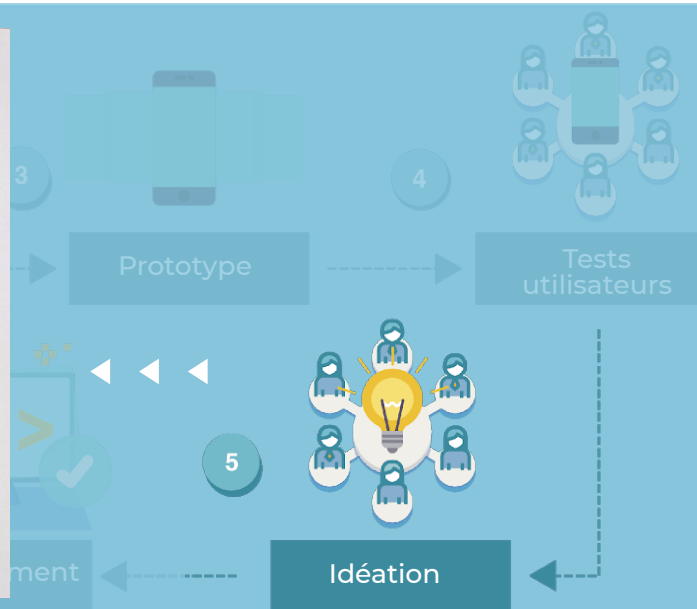 3
4
Prototype
Tests
utilisateurs
5
ment
Idéation